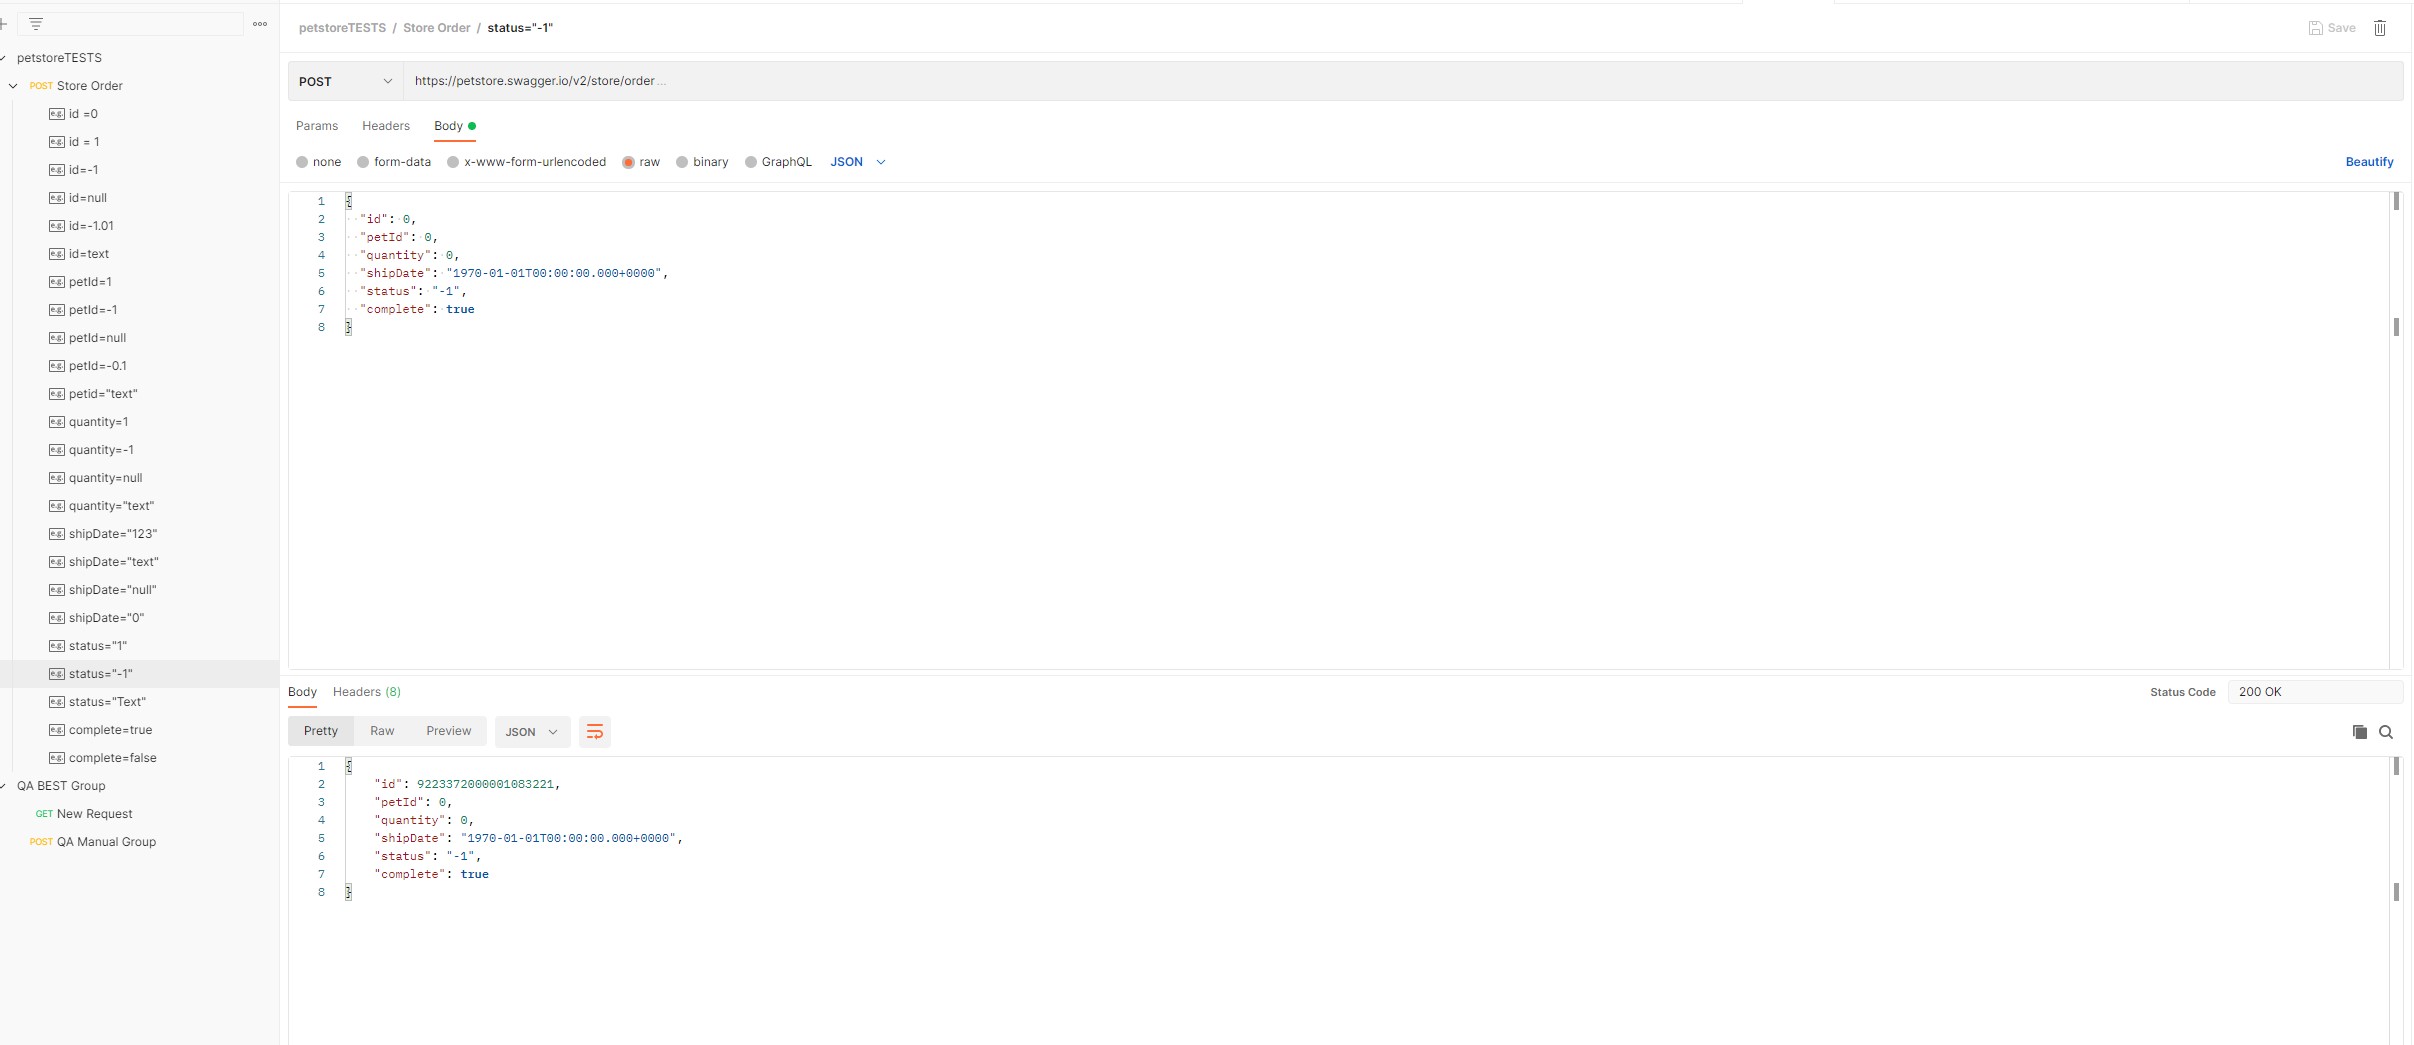 petstoreTESTS
POST Store Order
e.g. id =0
e.g. id = 1
e.g. id=-1
e.g. id=null
e.g. id=-1.01
e.g. id=text
e.g. petId=1
e.g. petId=-1
e.g. petId=null
e.g. petId=-0.1
e.g. petid="text"
e.g. quantity=1
e.g. quantity=-1
e.g. quantity=null
e.g. quantity="text"
e.g. shipDate="123"
e.g. shipDate="text"
e.g. shipDate="null"
e.g. shipDate="0"
e.g. status="1"
e.g. status="-1"
e.g. status="Text"
e.g. complete=true
e.g. complete=false
QA BEST Group
GET New Request
POST QA Manual Group
petstoreTESTS / Store Order / status="-1"
Save
POST https://petstore.swagger.io/v2/store/order ...
Params Headers Body
none form-data x-www-form-urlencoded raw binary GraphQL JSON Beautify
1 {
2 "id": 0,
3 "petId": 0,
4 "quantity": 0,
5 "shipDate": "1970-01-01T00:00:00.000+0000",
6 "status": "-1",
7 "complete": true
8 }
Body Headers (8) Status Code 200 OK
Pretty Raw Preview JSON
1 {
2 "id": 9223372000001083221,
3 "petId": 0,
4 "quantity": 0,
5 "shipDate": "1970-01-01T00:00:00.000+0000",
6 "status": "-1",
7 "complete": true
8 }